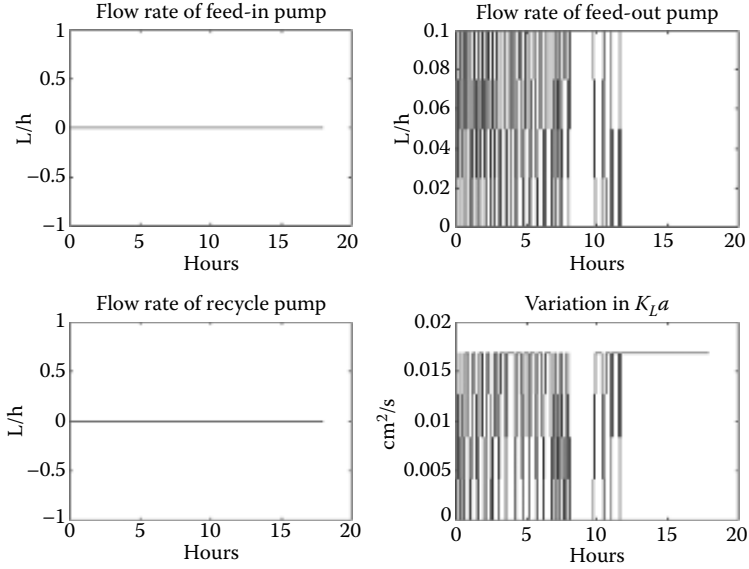 Flow rate of feed-in pump
1
0.5
0
−0.5
−1
L/h
0 5 10 15 20
Hours
Flow rate of feed-out pump
0.1
0.08
0.06
0.04
0.02
0
L/h
0 5 10 15 20
Hours
Flow rate of recycle pump
1
0.5
0
−0.5
−1
L/h
0 5 10 15 20
Hours
Variation in K_L a
0.02
0.015
0.01
0.005
0
cm²/s
0 5 10 15 20
Hours